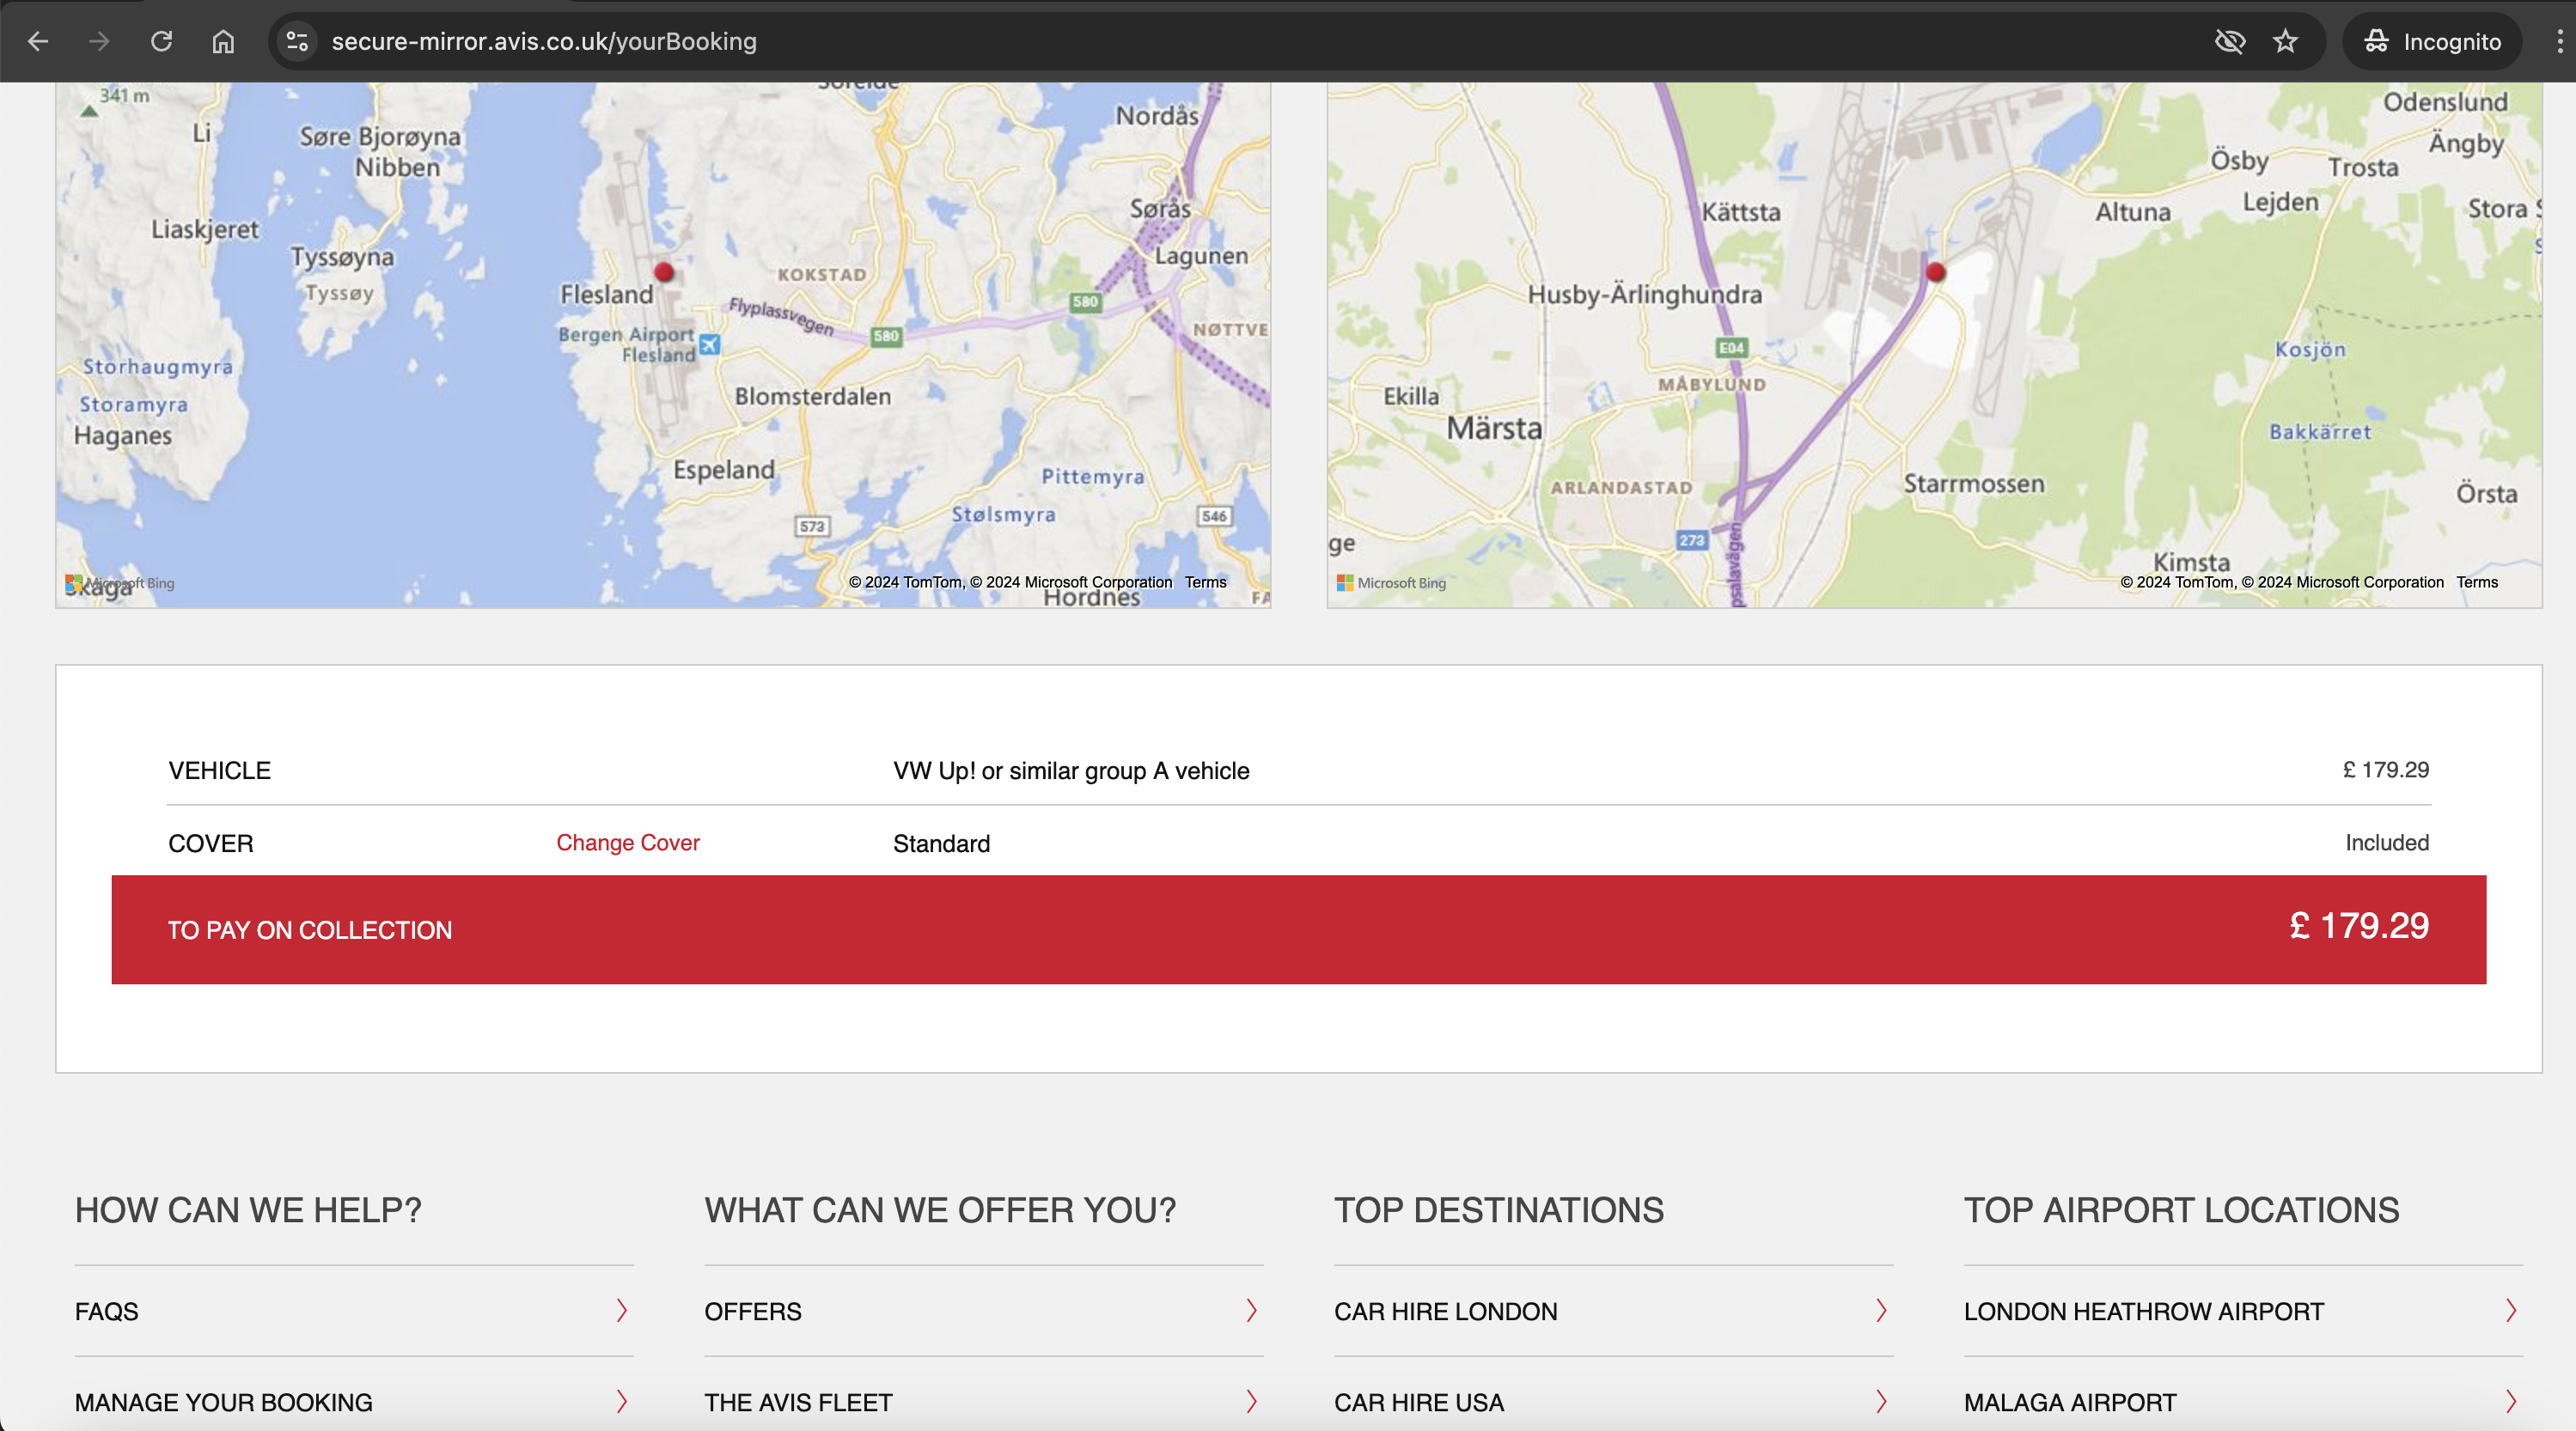 secure-mirror.avis.co.uk/yourBooking
Incognito
341 m
Li
Søre Bjorøyna
Nibben
Liaskjeret
Tyssøyna
Tyssøy
Storhaugmyra
Storamyra
Haganes
Flesland
Bergen Airport
Flesland
KOKSTAD
Flyplassvegen
580
580
Nordås
Sørås
Lagunen
NØTTVE
Blomsterdalen
Espeland
Pittemyra
Stølsmyra
573
546
Microsoft Bing
© 2024 TomTom, © 2024 Microsoft Corporation Terms
Hordnes
FA
Odenslund
Ängby
Ösby
Trosta
Lejden
Altuna
Stora
Kättsta
Husby-Ärlinghundra
E04
MÅBYLUND
Ekilla
Märsta
ARLANDASTAD
273
psalavägen
ge
Starrmossen
Kosjön
Bakkärret
Örsta
Kimsta
Microsoft Bing
© 2024 TomTom, © 2024 Microsoft Corporation Terms
VEHICLE VW Up! or similar group A vehicle £ 179.29
COVER Change Cover Standard Included
TO PAY ON COLLECTION £ 179.29
HOW CAN WE HELP?
FAQS
MANAGE YOUR BOOKING
WHAT CAN WE OFFER YOU?
OFFERS
THE AVIS FLEET
TOP DESTINATIONS
CAR HIRE LONDON
CAR HIRE USA
TOP AIRPORT LOCATIONS
LONDON HEATHROW AIRPORT
MALAGA AIRPORT